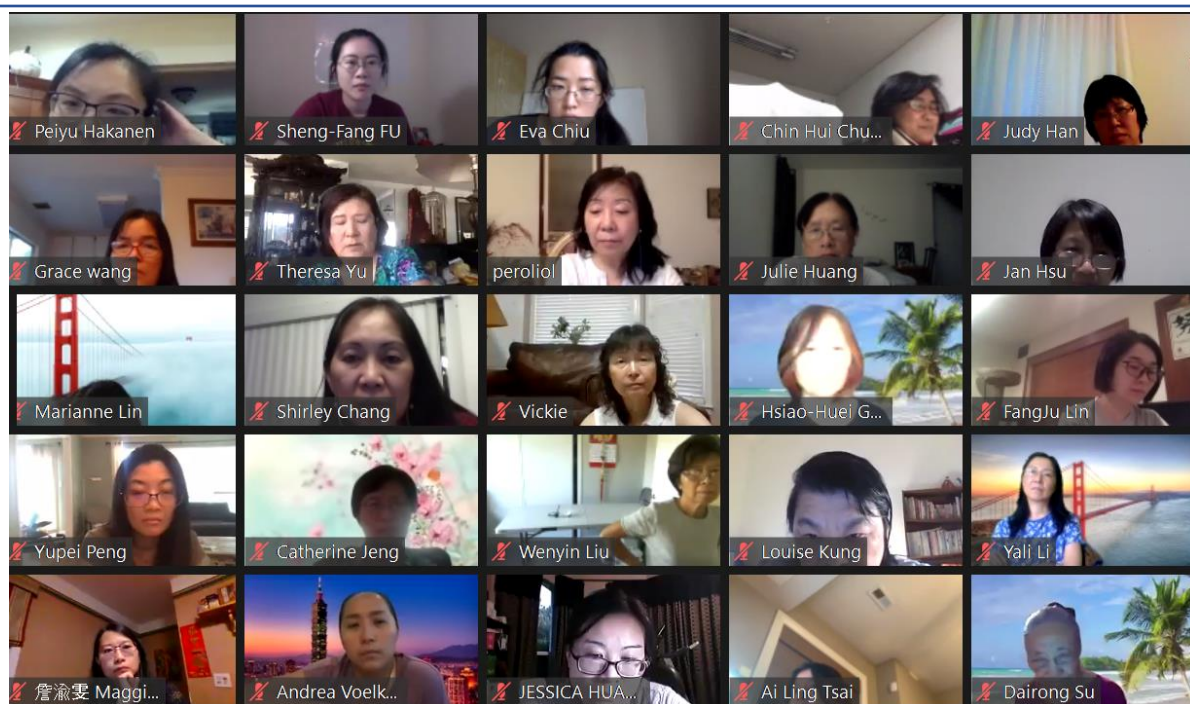 Peiyu Hakanen
Sheng-Fang FU
Eva Chiu
Chin Hui Chu...
Judy Han
Grace wang
Theresa Yu
peroliol
Julie Huang
Jan Hsu
Marianne Lin
Shirley Chang
Vickie
Hsiao-Huei G...
FangJu Lin
Yupei Peng
Catherine Jeng
Wenyin Liu
Louise Kung
Yali Li
詹渝雯 Maggi...
Andrea Voelk...
JESSICA HUA...
Ai Ling Tsai
Dairong Su